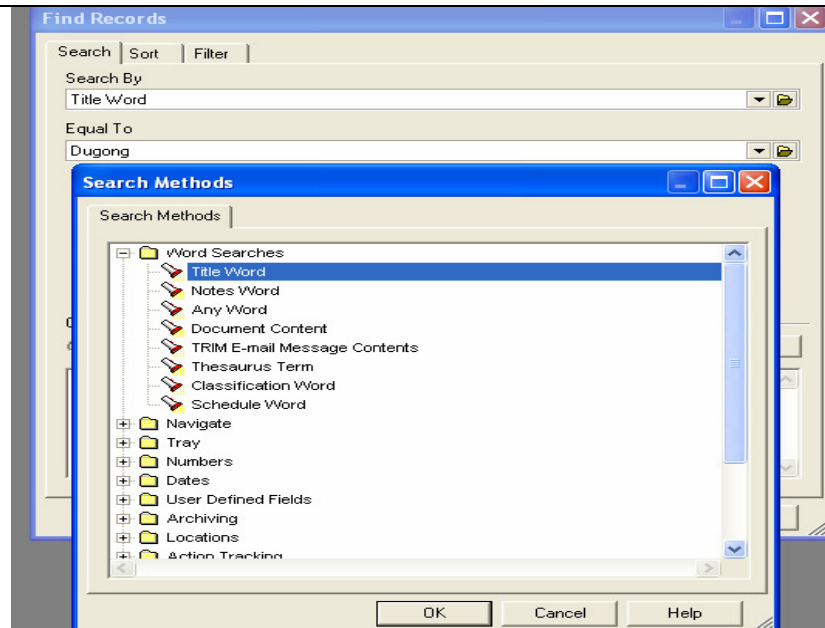 Find Records
Search Sort Filter
Search By
Title Word
Equal To
Dugong
Search Methods
Search Methods
Word Searches
Title Word
Notes Word
Any Word
Document Content
TRIM E-mail Message Contents
Thesaurus Term
Classification Word
Schedule Word
Navigate
Tray
Numbers
Dates
User Defined Fields
Archiving
Locations
Action Tracking
OK Cancel Help